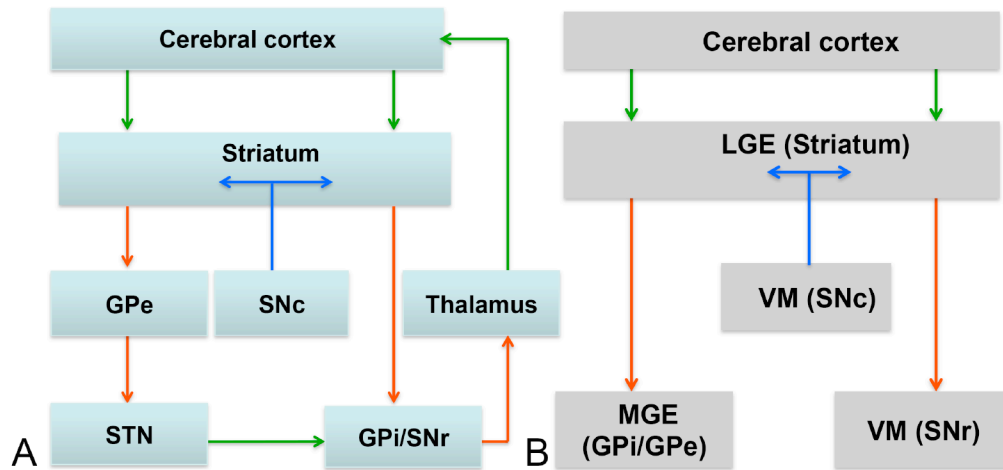 Cerebral cortex
Striatum
GPe
SNc
Thalamus
STN
GPi/SNr
A
Cerebral cortex
LGE (Striatum)
VM (SNc)
MGE
(GPi/GPe)
VM (SNr)
B